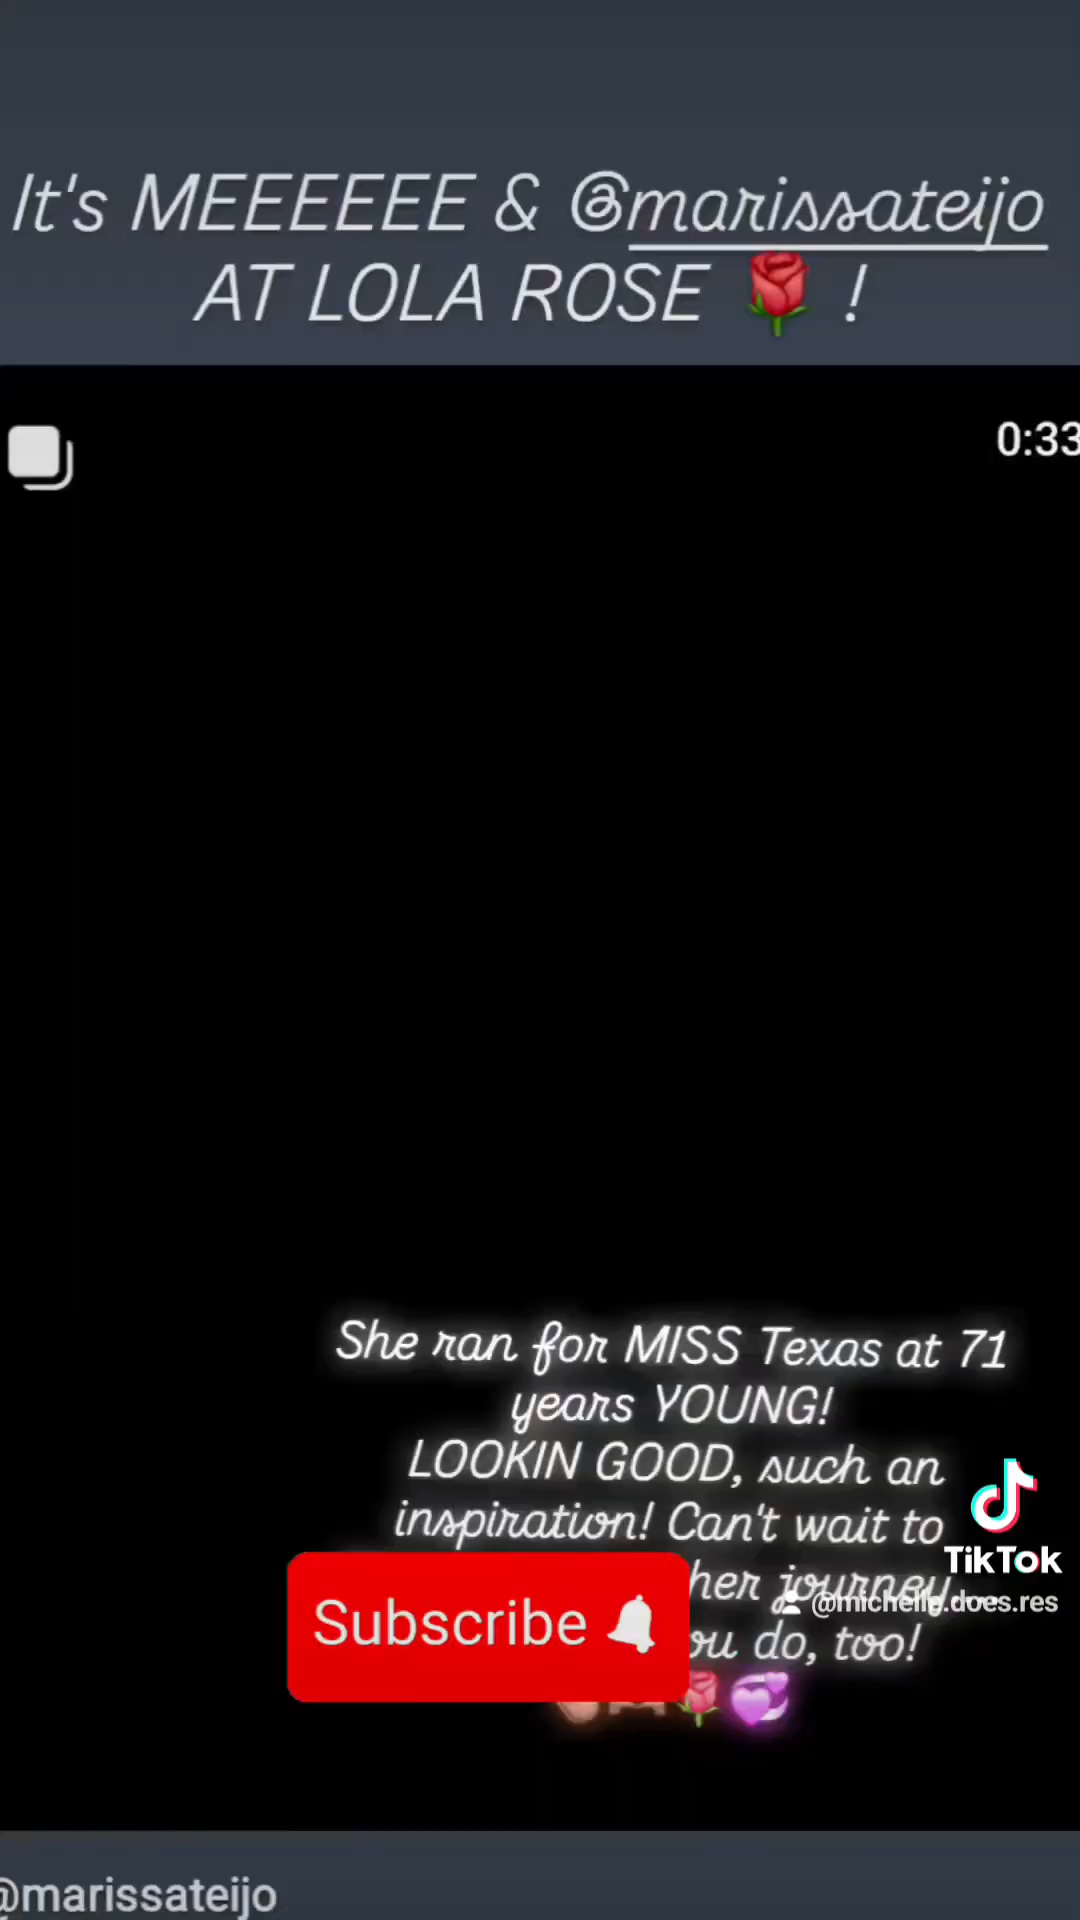 It's MEEEEEE & @marissateijo
AT LOLA ROSE 🌹 !
0:33
She ran for MISS Texas at 71
years YOUNG!
LOOKIN GOOD, such an
inspiration! Can't wait to
her journey
do, too!
Subscribe
TikTok
@michelle.does.res
@marissateijo